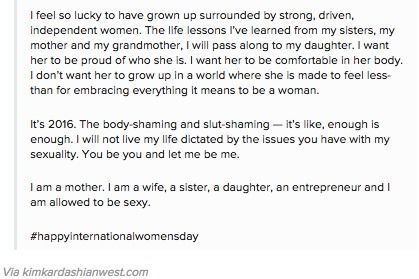 I feel so lucky to have grown up surrounded by strong, driven,
independent women. The life lessons I've learned from my sisters, my
mother and my grandmother, I will pass along to my daughter. I want
her to be proud of who she is. I want her to be comfortable in her body.
I don't want her to grow up in a world where she is made to feel less-
than for embracing everything it means to be a woman.
It's 2016. The body-shaming and slut-shaming — it's like, enough is
enough. I will not live my life dictated by the issues you have with my
sexuality. You be you and let me be me.
I am a mother. I am a wife, a sister, a daughter, an entrepreneur and I
am allowed to be sexy.
#happyinternationalwomensday
Via kimkardashianwest.com